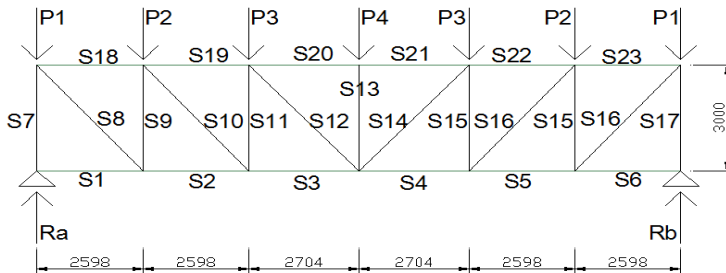 P1 P2 P3 P4 P3 P2 P1
S18 S19 S20 S21 S22 S23
S13
S7 S8 S9 S10 S11 S12 S14 S15 S16 S15 S16 S17
3000
S1 S2 S3 S4 S5 S6
Ra Rb
2598 2598 2704 2704 2598 2598